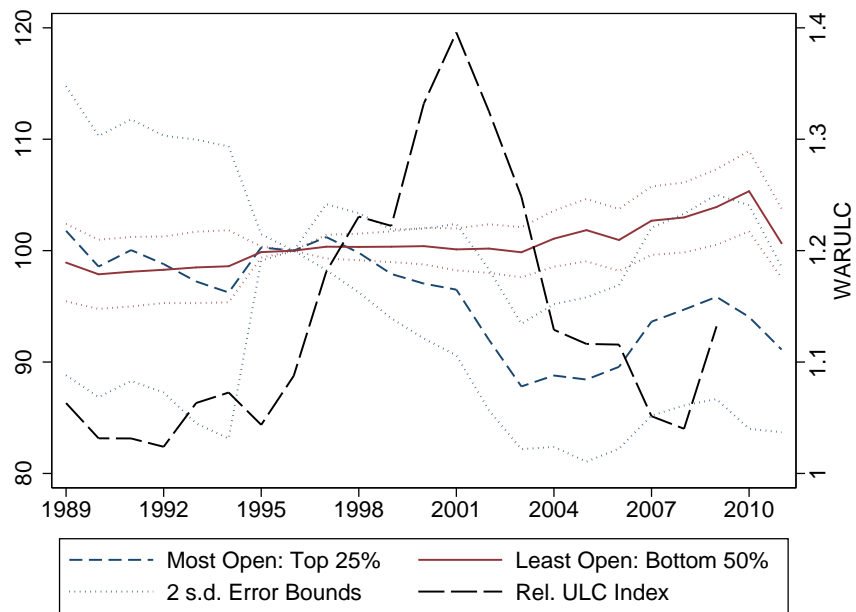 120
110
100
90
80
1.4
1.3
1.2
1.1
1
WARULC
1989 1992 1995 1998 2001 2004 2007 2010
Most Open: Top 25% Least Open: Bottom 50%
2 s.d. Error Bounds Rel. ULC Index